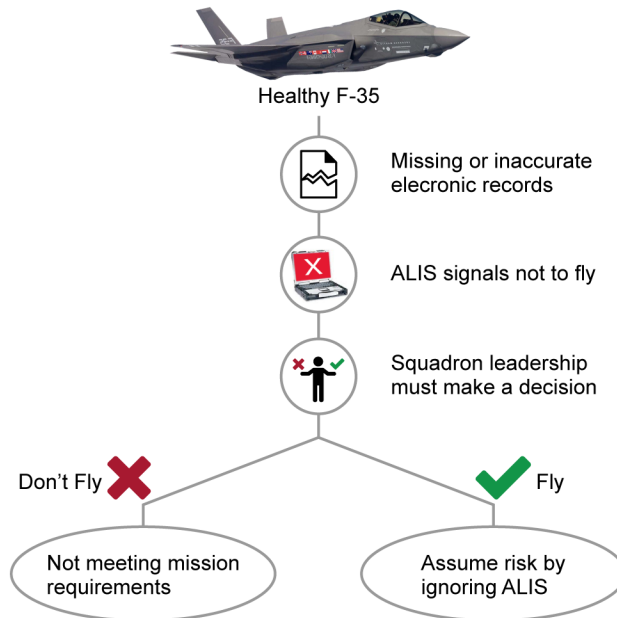 Healthy F-35
Missing or inaccurate
elecronic records
X
ALIS signals not to fly
Squadron leadership
must make a decision
Don’t Fly
Fly
Not meeting mission
requirements
Assume risk by
ignoring ALIS